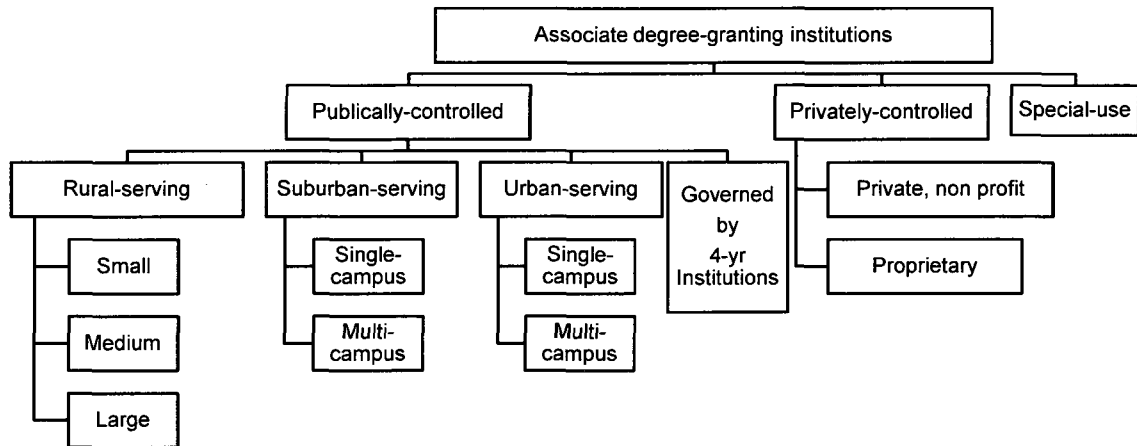 Associate degree-granting institutions
Publically-controlled
Privately-controlled
Special-use
Rural-serving
Suburban-serving
Urban-serving
Governed
by
4-yr
Institutions
Private, non profit
Proprietary
Small
Medium
Large
Single-
campus
Multi-
campus
Single-
campus
Multi-
campus